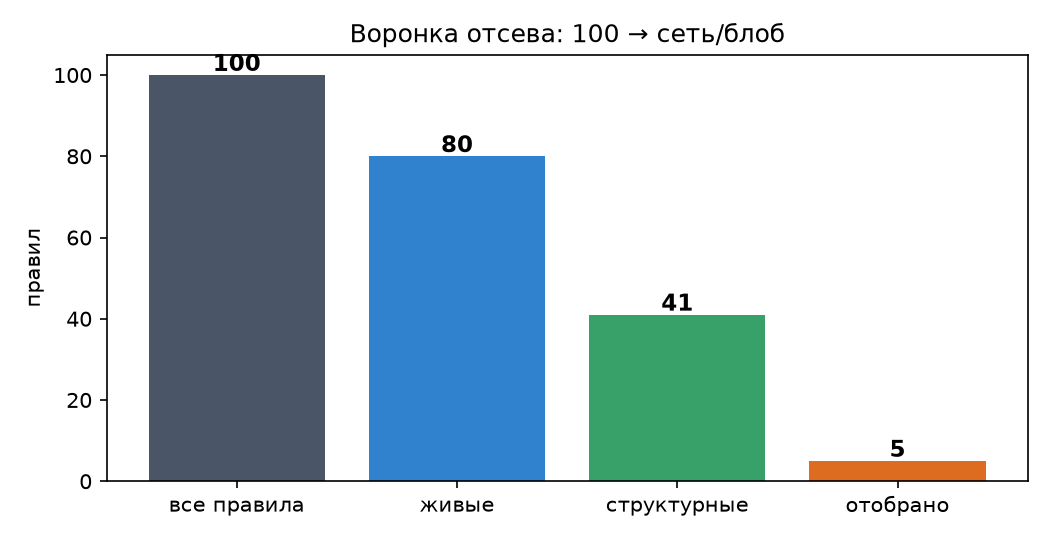 Воронка отсева: 100 → сеть/блоб
правил
100
80
60
40
20
0
100
80
41
5
все правила
живые
структурные
отобрано